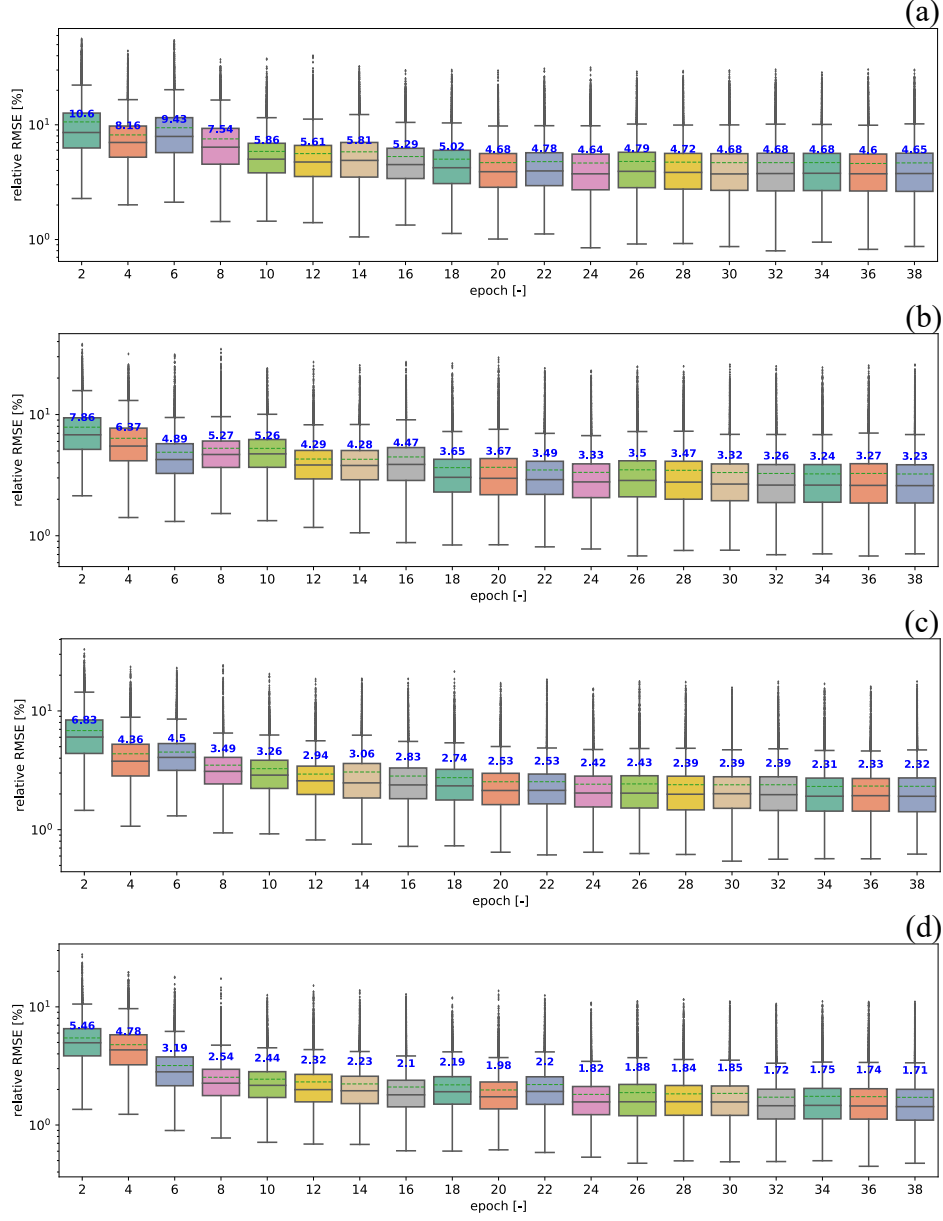 (a)
relative RMSE [%]
10¹
10⁰
10.6 8.16 9.43 7.54 5.86 5.61 5.81 5.29 5.02 4.68 4.78 4.64 4.79 4.72 4.68 4.68 4.68 4.6 4.65
2 4 6 8 10 12 14 16 18 20 22 24 26 28 30 32 34 36 38
epoch [-]
(b)
relative RMSE [%]
10¹
10⁰
7.86 6.37 4.89 5.27 5.26 4.29 4.28 4.47 3.65 3.67 3.49 3.33 3.5 3.47 3.32 3.26 3.24 3.27 3.23
2 4 6 8 10 12 14 16 18 20 22 24 26 28 30 32 34 36 38
epoch [-]
(c)
relative RMSE [%]
10¹
10⁰
6.83 4.36 4.5 3.49 3.26 2.94 3.06 2.83 2.74 2.53 2.53 2.42 2.43 2.39 2.39 2.39 2.31 2.33 2.32
2 4 6 8 10 12 14 16 18 20 22 24 26 28 30 32 34 36 38
epoch [-]
(d)
relative RMSE [%]
10¹
10⁰
5.46 4.78 3.19 2.54 2.44 2.32 2.23 2.1 2.19 1.98 2.2 1.82 1.88 1.84 1.85 1.72 1.75 1.74 1.71
2 4 6 8 10 12 14 16 18 20 22 24 26 28 30 32 34 36 38
epoch [-]